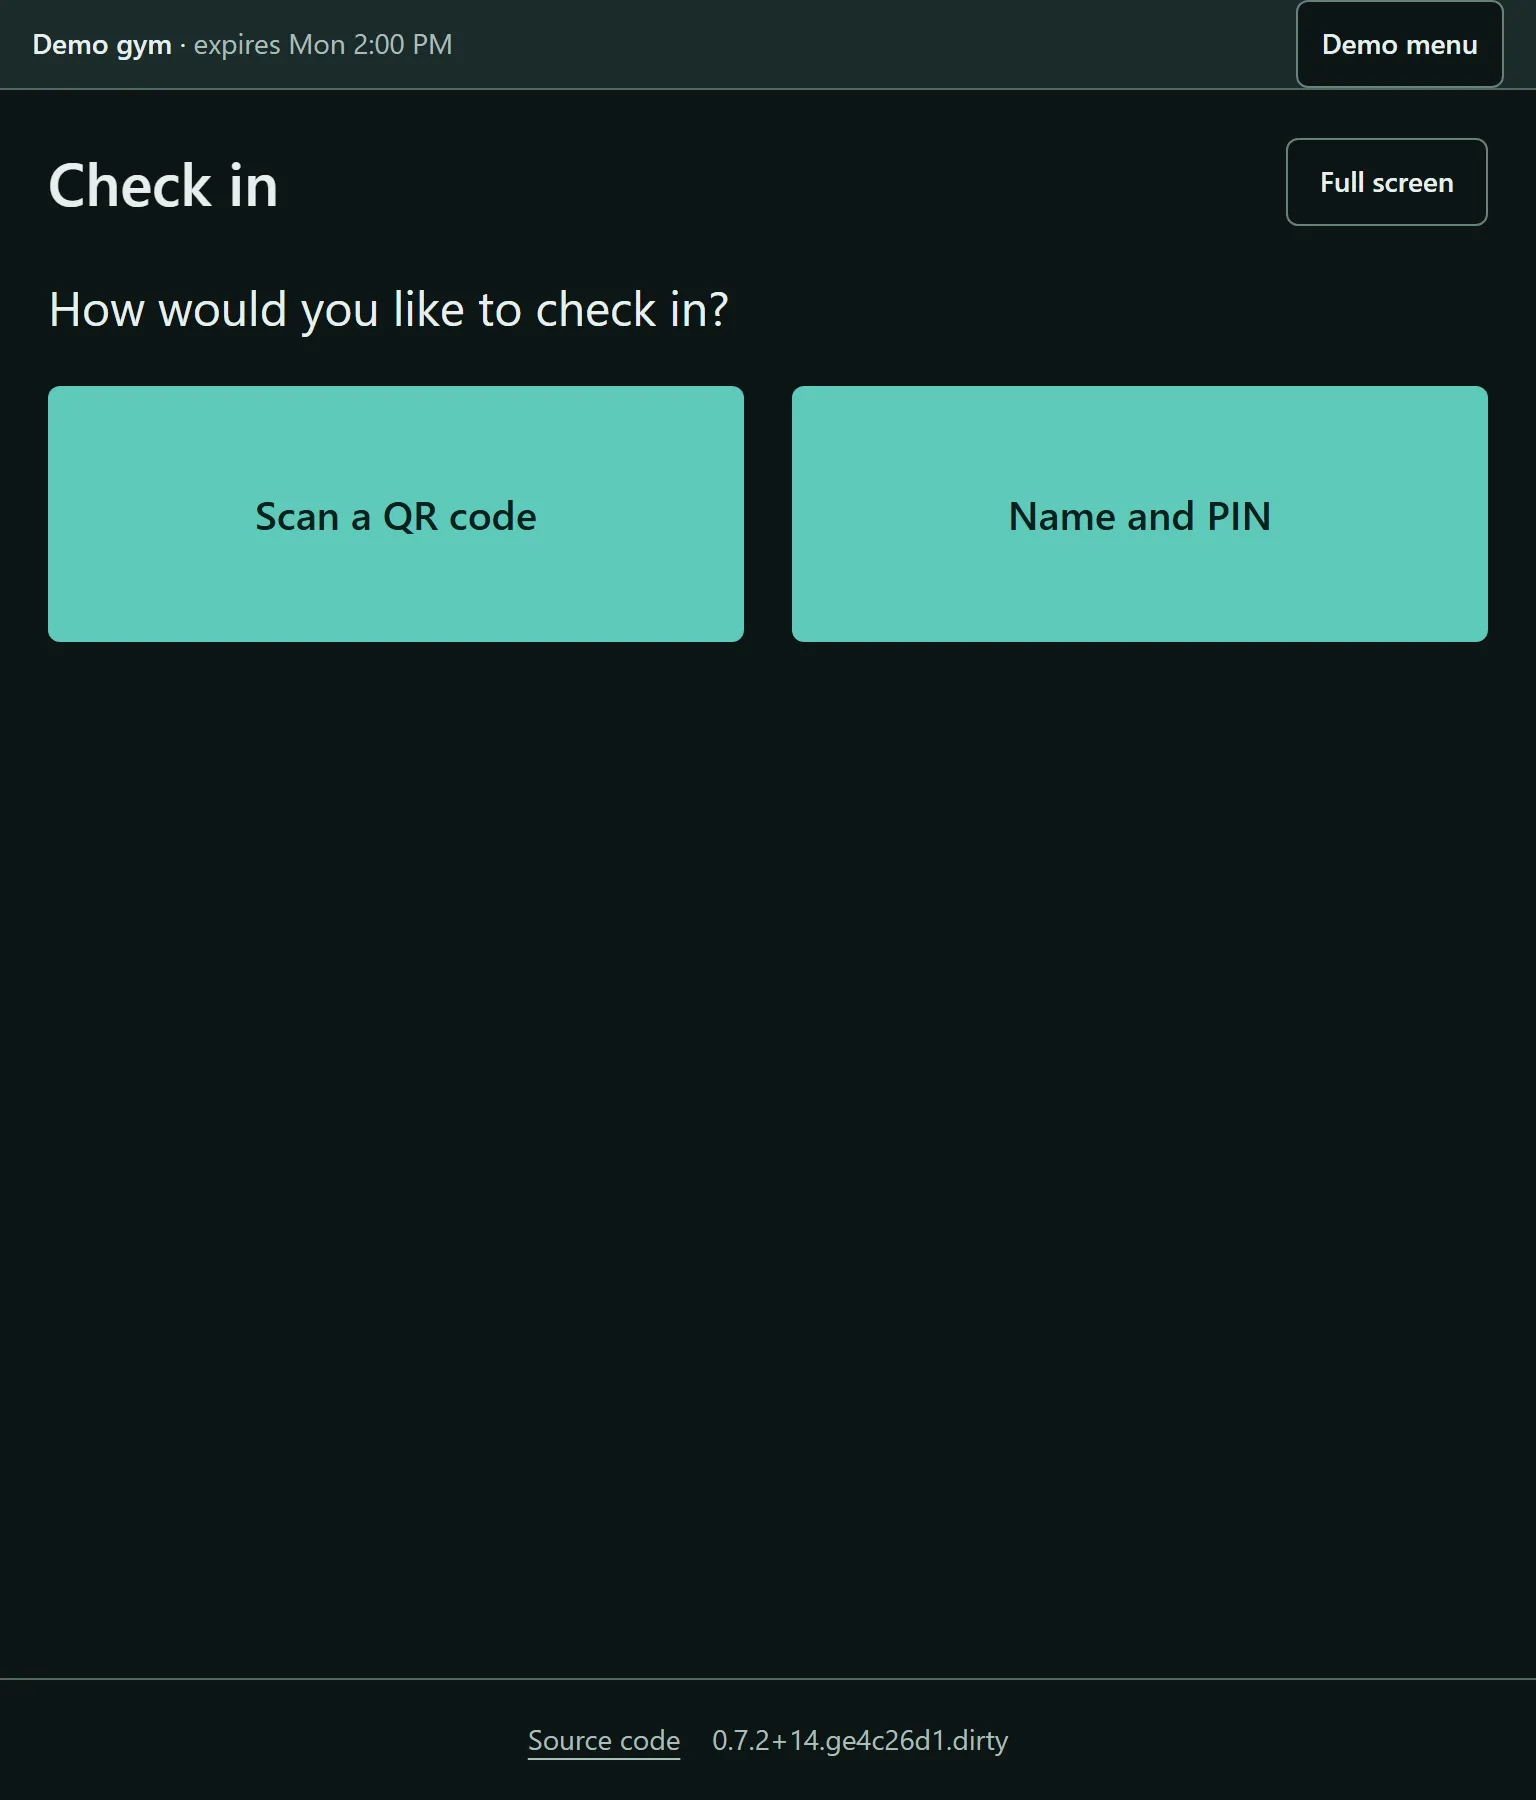 Demo gym · expires Mon 2:00 PM
Demo menu
Check in
Full screen
How would you like to check in?
Scan a QR code
Name and PIN
Source code
0.7.2+14.ge4c26d1.dirty